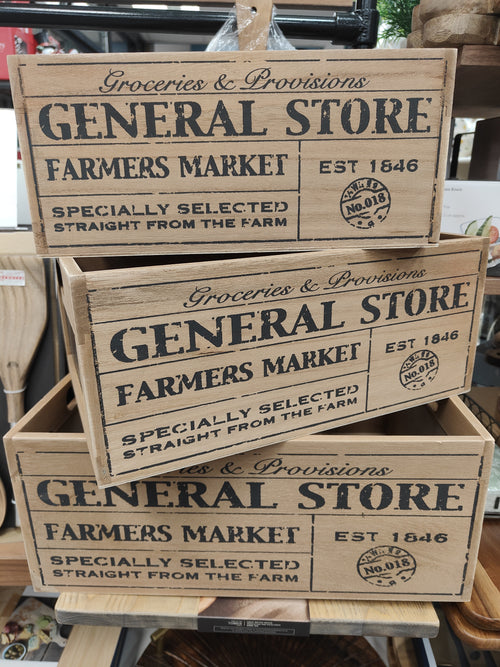 Groceries & Provisions
GENERAL STORE
FARMERS MARKET
EST 1846
No.018
SPECIALLY SELECTED
STRAIGHT FROM THE FARM
Groceries & Provisions
GENERAL STORE
FARMERS MARKET
EST 1846
No.018
SPECIALLY SELECTED
STRAIGHT FROM THE FARM
& Provisions
GENERAL STORE
FARMERS MARKET
EST 1846
No.018
SPECIALLY SELECTED
STRAIGHT FROM THE FARM